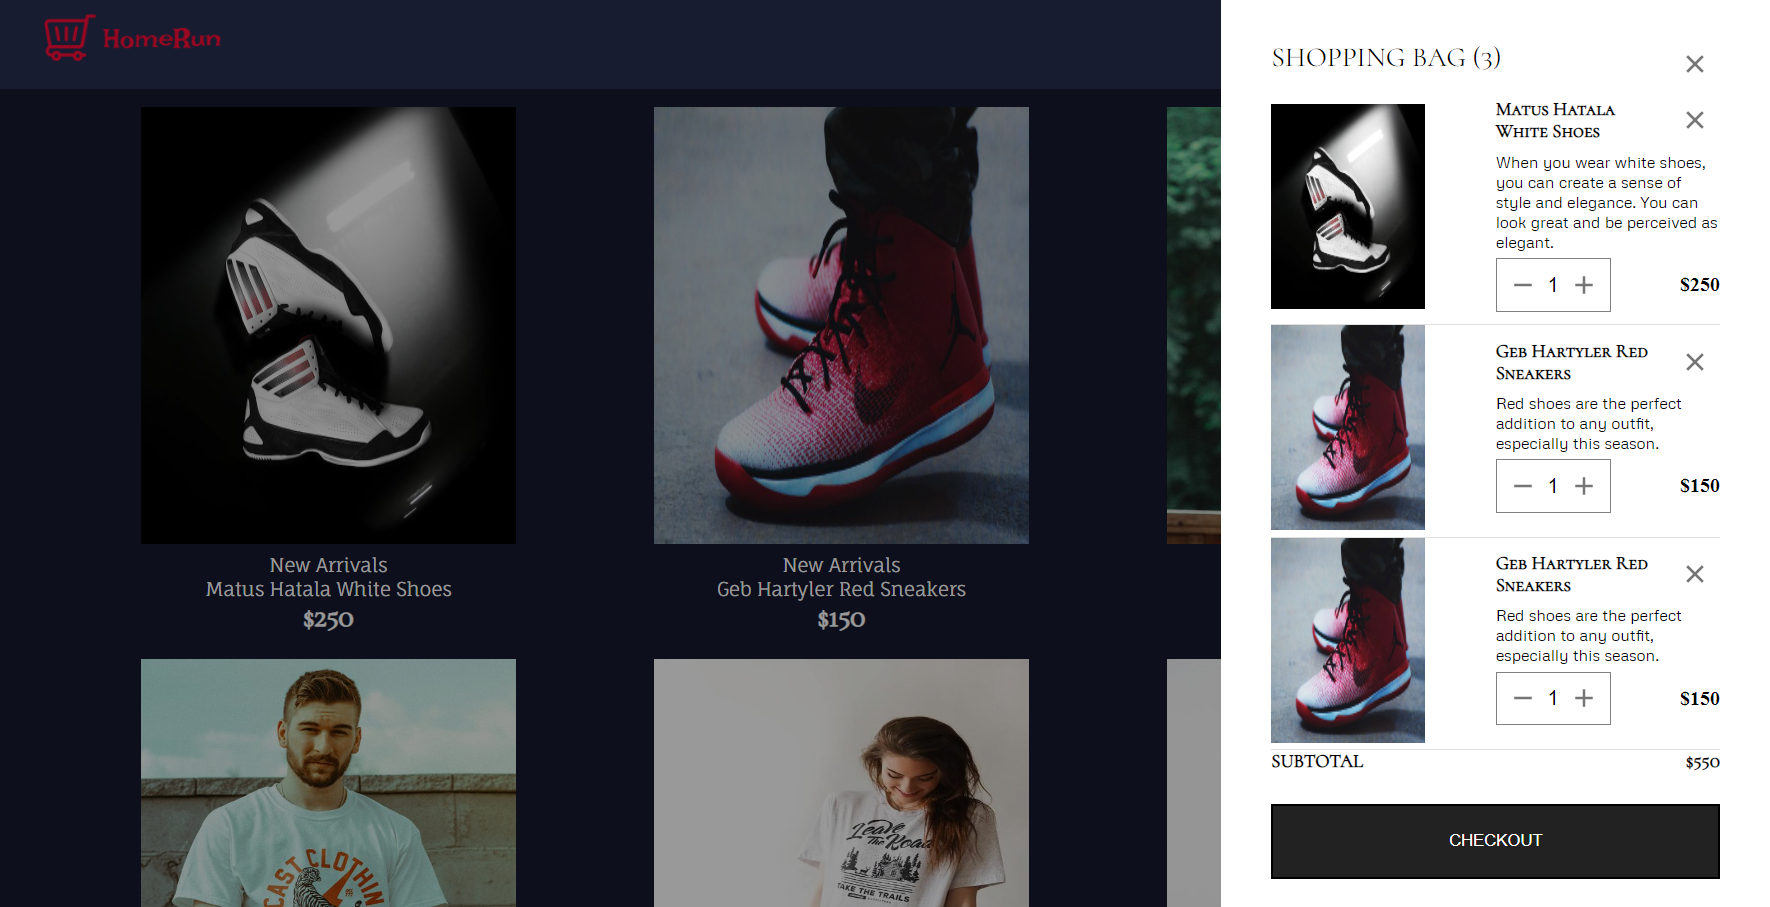 HomeRun
New Arrivals
Matus Hatala White Shoes
$250
New Arrivals
Geb Hartyler Red Sneakers
$150
CAST CLOTHIN
Leave
The Road
TAKE THE TRAILS
SHOPPING BAG (3)
Matus Hatala
White Shoes
When you wear white shoes,
you can create a sense of
style and elegance. You can
look great and be perceived as
elegant.
1
$250
Geb Hartyler Red
Sneakers
Red shoes are the perfect
addition to any outfit,
especially this season.
1
$150
Geb Hartyler Red
Sneakers
Red shoes are the perfect
addition to any outfit,
especially this season.
1
$150
SUBTOTAL
$550
CHECKOUT